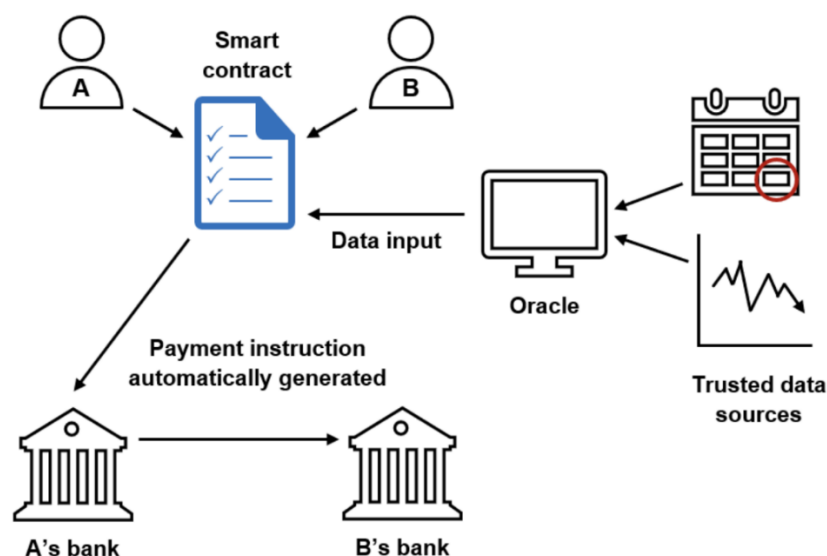 Smart
contract
A
B
Data input
Oracle
Payment instruction
automatically generated
Trusted data
sources
A's bank
B's bank